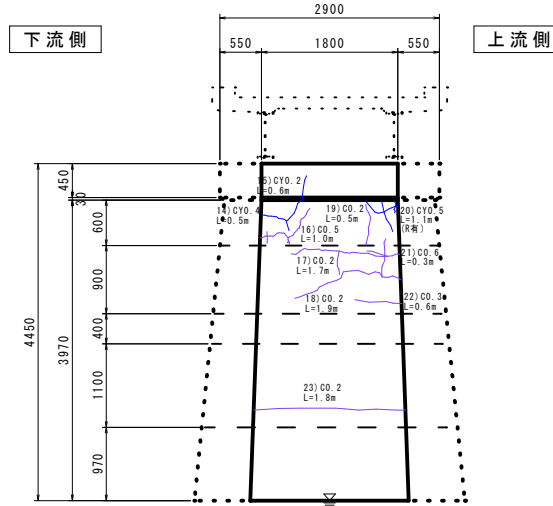 2900
下流側
上流側
550
1800
550
450
30
15)CY0.2
L=0.6m
14)CY0.4
L=0.5m
19)C0.2
L=0.5m
20)CY0.5
L=1.1m
(R有)
600
16)C0.5
L=1.0m
21)C0.6
L=0.3m
17)C0.2
L=1.7m
900
18)C0.2
L=1.9m
22)C0.3
L=0.6m
400
4450
3970
1100
23)C0.2
L=1.8m
970